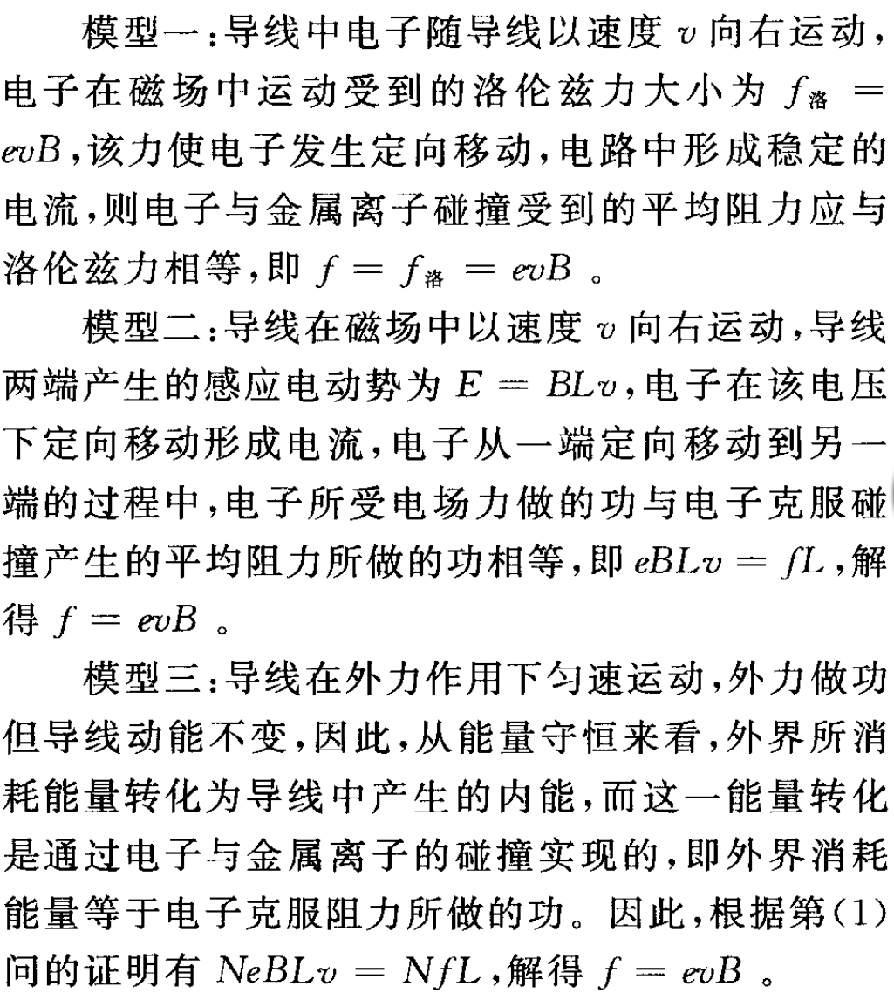 模型一:导线中电子随导线以速度 v 向右运动,
电子在磁场中运动受到的洛伦兹力大小为 f洛 =
evB,该力使电子发生定向移动,电路中形成稳定的
电流,则电子与金属离子碰撞受到的平均阻力应与
洛伦兹力相等,即 f = f洛 = evB 。
模型二:导线在磁场中以速度 v 向右运动,导线
两端产生的感应电动势为 E = BLv,电子在该电压
下定向移动形成电流,电子从一端定向移动到另一
端的过程中,电子所受电场力做的功与电子克服碰
撞产生的平均阻力所做的功相等,即 eBLv = fL,解
得 f = evB 。
模型三:导线在外力作用下匀速运动,外力做功
但导线动能不变,因此,从能量守恒来看,外界所消
耗能量转化为导线中产生的内能,而这一能量转化
是通过电子与金属离子的碰撞实现的,即外界消耗
能量等于电子克服阻力所做的功。因此,根据第(1)
问的证明有 NeBLv = NfL,解得 f = evB 。